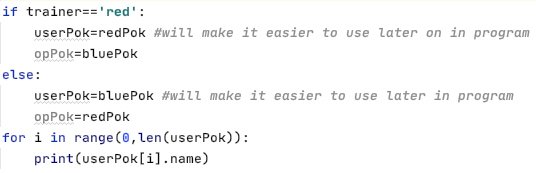 if trainer=='red':
    userPok=redPok #will make it easier to use later on in program
    opPok=bluePok
else:
    userPok=bluePok #will make it easier to use later in program
    opPok=redPok
for i in range(0,len(userPok)):
    print(userPok[i].name)